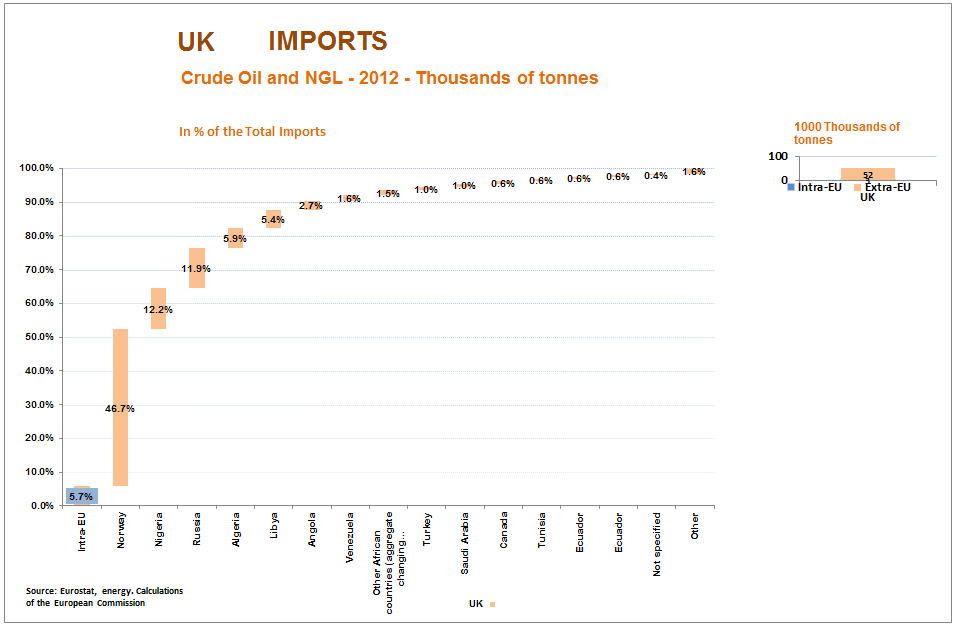 UK IMPORTS
Crude Oil and NGL - 2012 - Thousands of tonnes
In % of the Total Imports
1000 Thousands of
tonnes
100
0
52
3
Intra-EU Extra-EU
UK
100.0%
90.0%
80.0%
70.0%
60.0%
50.0%
40.0%
30.0%
20.0%
10.0%
0.0%
5.7%
46.7%
12.2%
11.9%
5.9%
5.4%
2.7%
1.6%
1.5%
1.0%
1.0%
0.6%
0.6%
0.6%
0.6%
0.4%
1.6%
Intra-EU
Norway
Nigeria
Russia
Algeria
Libya
Angola
Venezuela
Other African
countries (aggregate
changing...
Turkey
Saudi Arabia
Canada
Tunisia
Ecuador
Ecuador
Not specified
Other
Source: Eurostat, energy. Calculations
of the European Commission
UK